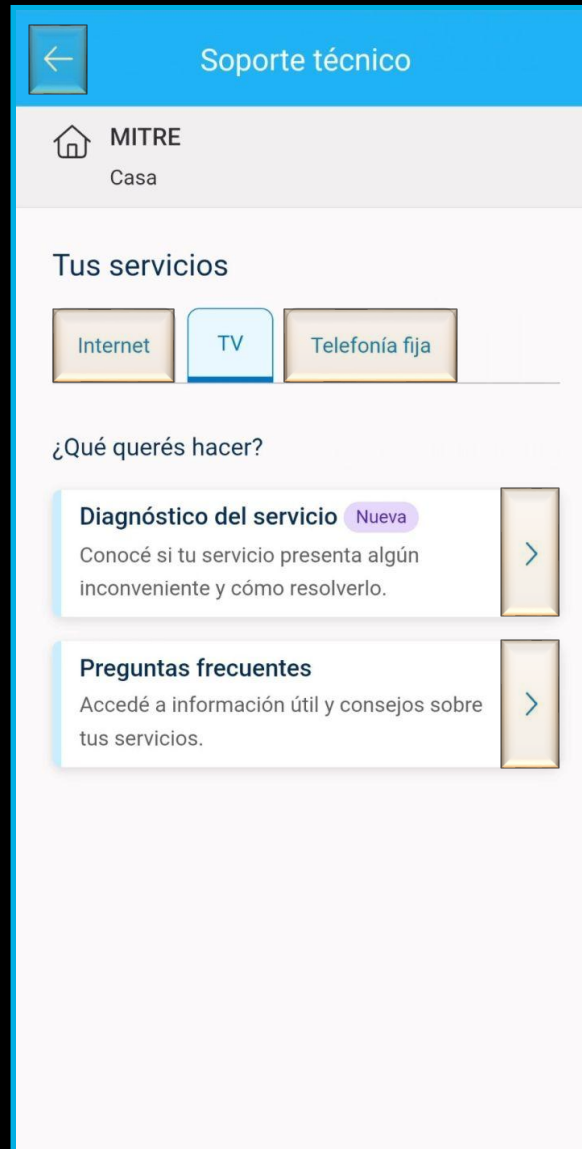 Soporte técnico
MITRE
Casa
Tus servicios
Internet
TV
Telefonía fija
¿Qué querés hacer?
Diagnóstico del servicio Nueva
Conocé si tu servicio presenta algún
inconveniente y cómo resolverlo.
Preguntas frecuentes
Accedé a información útil y consejos sobre
tus servicios.